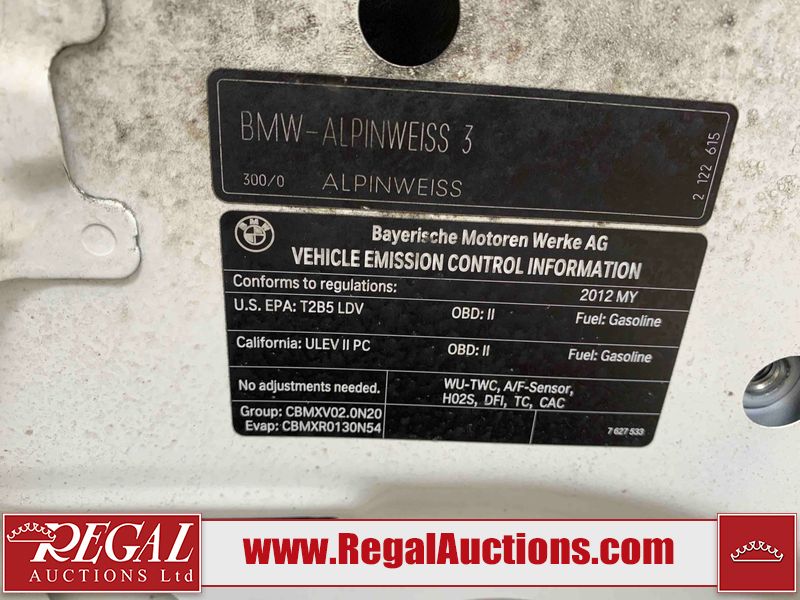 BMW-ALPINWEISS 3
300/0 ALPINWEISS
2 122 615
BMW
Bayerische Motoren Werke AG
VEHICLE EMISSION CONTROL INFORMATION
Conforms to regulations: 2012 MY
U.S. EPA: T2B5 LDV OBD: II Fuel: Gasoline
California: ULEV II PC OBD: II Fuel: Gasoline
No adjustments needed.
WU-TWC, A/F-Sensor,
HO2S, DFI, TC, CAC
Group: CBMXV02.0N20
Evap: CBMXR0130N54
7 627 533
REGAL
AUCTIONS Ltd
www.RegalAuctions.com